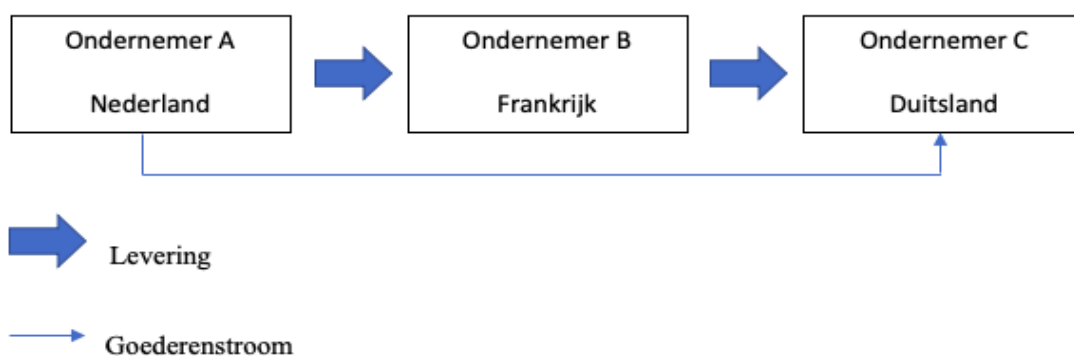 Ondernemer A
Nederland
Ondernemer B
Frankrijk
Ondernemer C
Duitsland
Levering
Goederenstroom